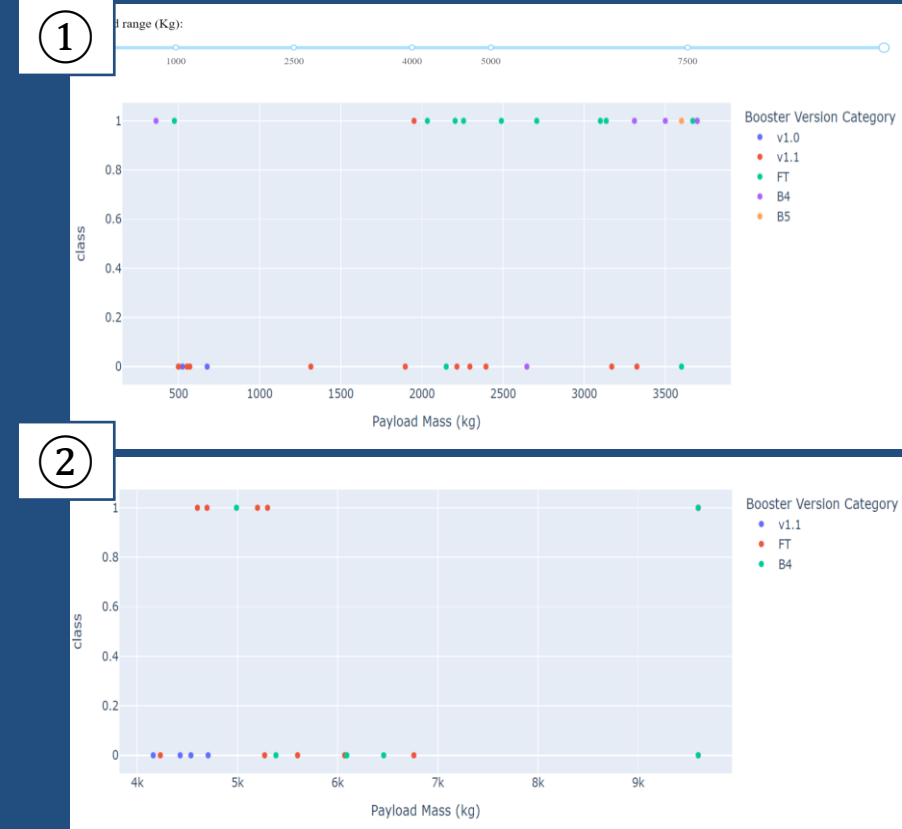 ①
d range (Kg):
1000 2500 4000 5000 7500
Booster Version Category
v1.0
v1.1
FT
B4
B5
class
1
0.8
0.6
0.4
0.2
0
500 1000 1500 2000 2500 3000 3500
Payload Mass (kg)
②
Booster Version Category
v1.1
FT
B4
class
1
0.8
0.6
0.4
0.2
0
4k 5k 6k 7k 8k 9k
Payload Mass (kg)